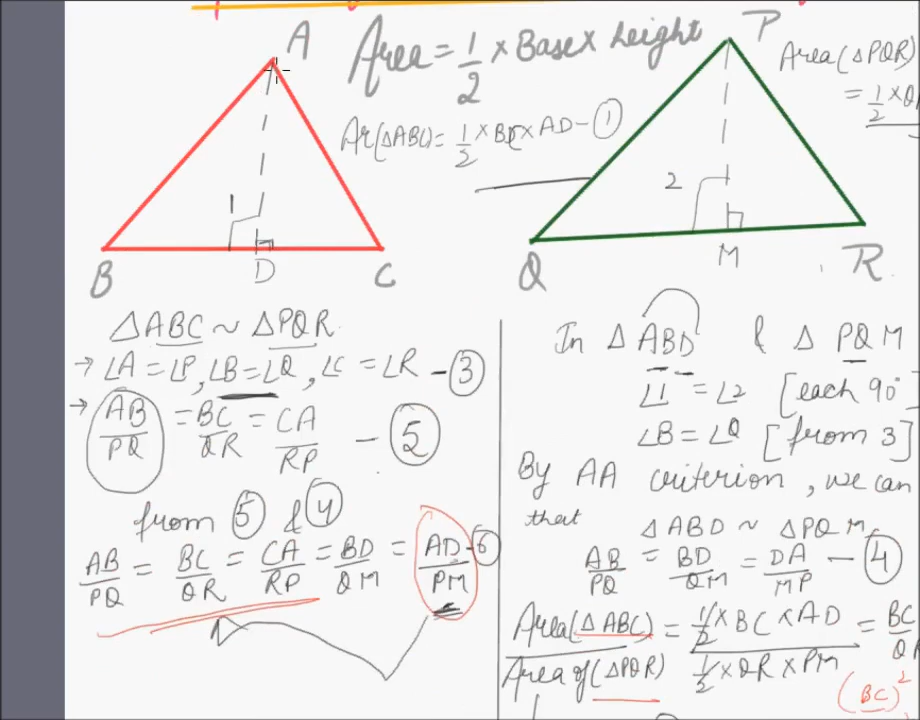 A
Area = 1/2 × Base × height
P
Area(ΔPQR)
= 1/2 × Q
Ar(ΔABC) = 1/2 × BC × AD – ①
1
2
B
D
C
Q
M
R
ΔABC ~ ΔPQR
→ ∠A = ∠P, ∠B = ∠Q, ∠C = ∠R – ③
→ AB/PQ = BC/QR = CA/RP – ⑤
from ⑤ & ④
AB/PQ = BC/QR = CA/RP = BD/QM = AD/PM – ⑥
In Δ ABD & Δ PQM
∠1 = ∠2 [each 90°
∠B = ∠Q [from 3]
By AA criterion, we can
that
Δ ABD ~ ΔPQM
AB/PQ = BD/QM = DA/MP – ④
Area(ΔABC)/Area of (ΔPQR) = 1/2 × BC × AD / 1/2 × QR × PM = BC/Q
(BC)²